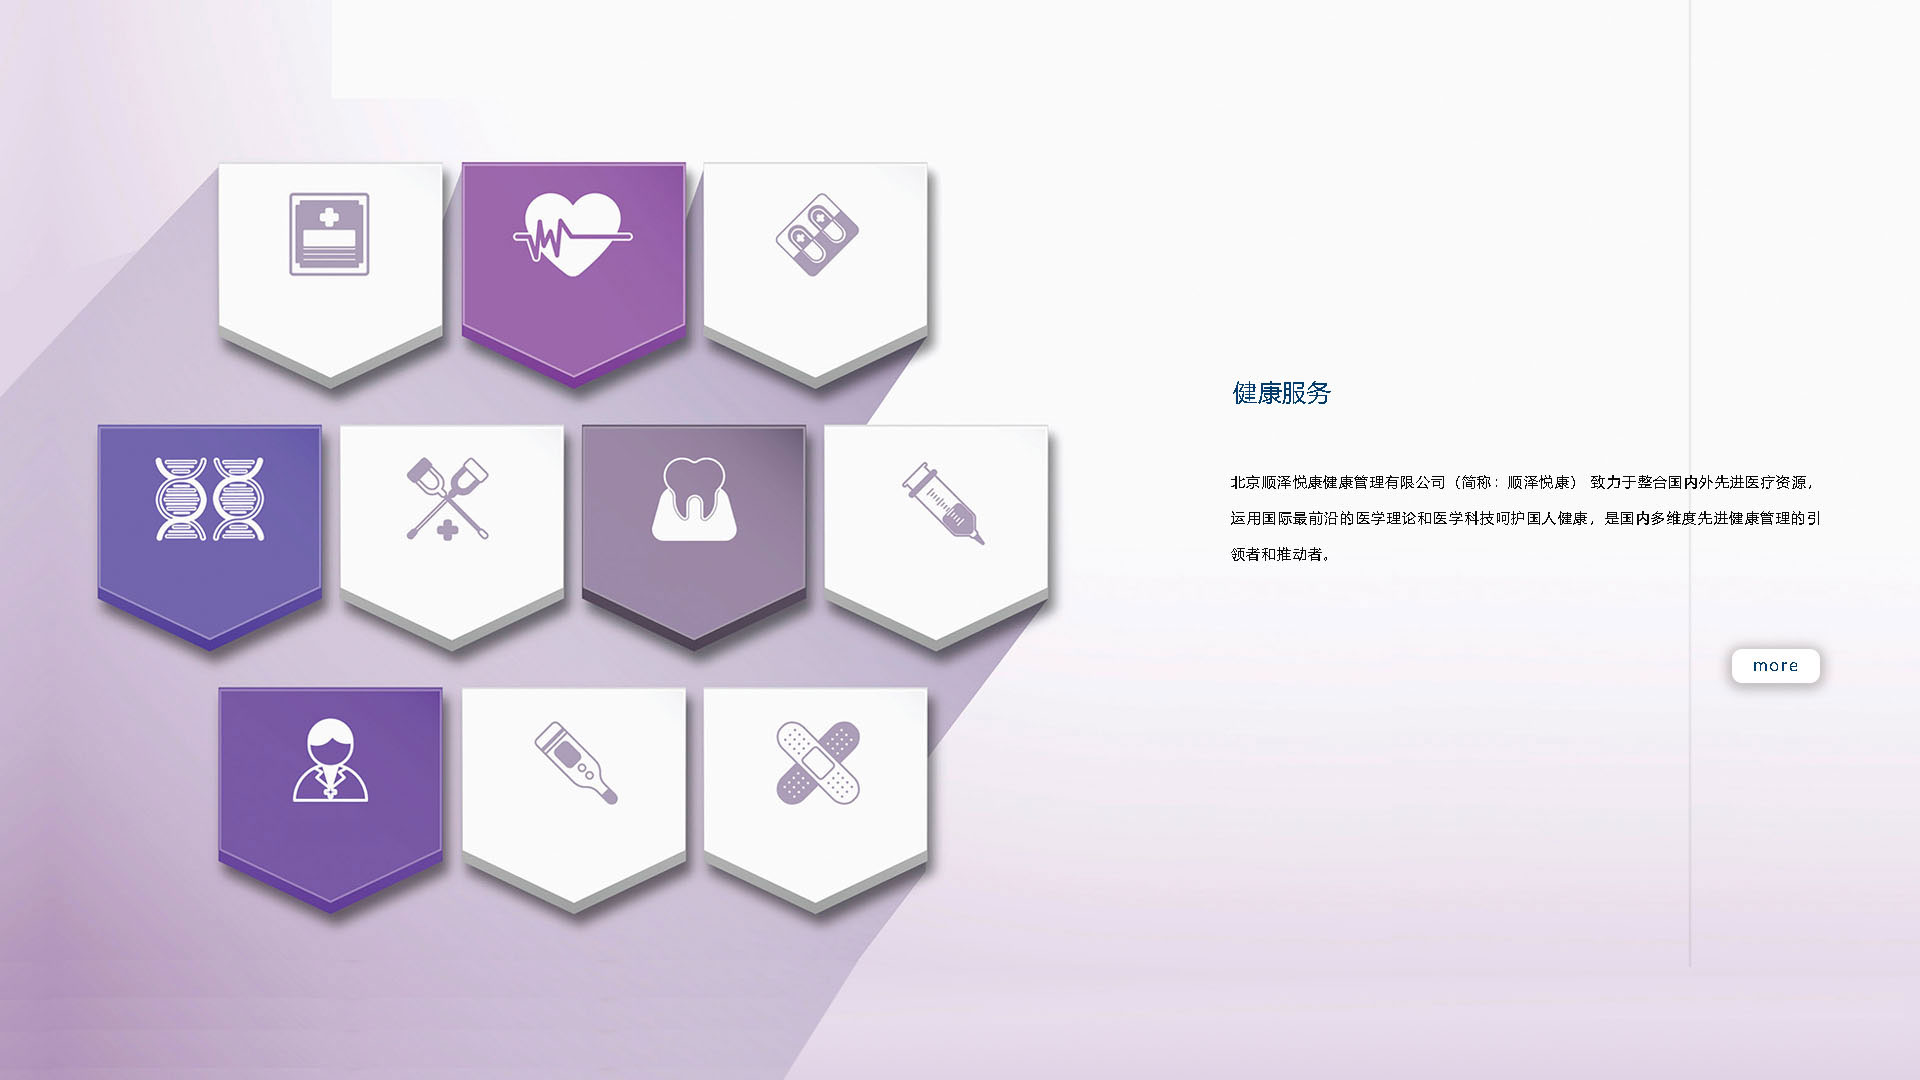 健康服务
北京顺泽悦康健康管理有限公司（简称：顺泽悦康） 致力于整合国内外先进医疗资源，
运用国际最前沿的医学理论和医学科技呵护国人健康，是国内多维度先进健康管理的引
领者和推动者。
more